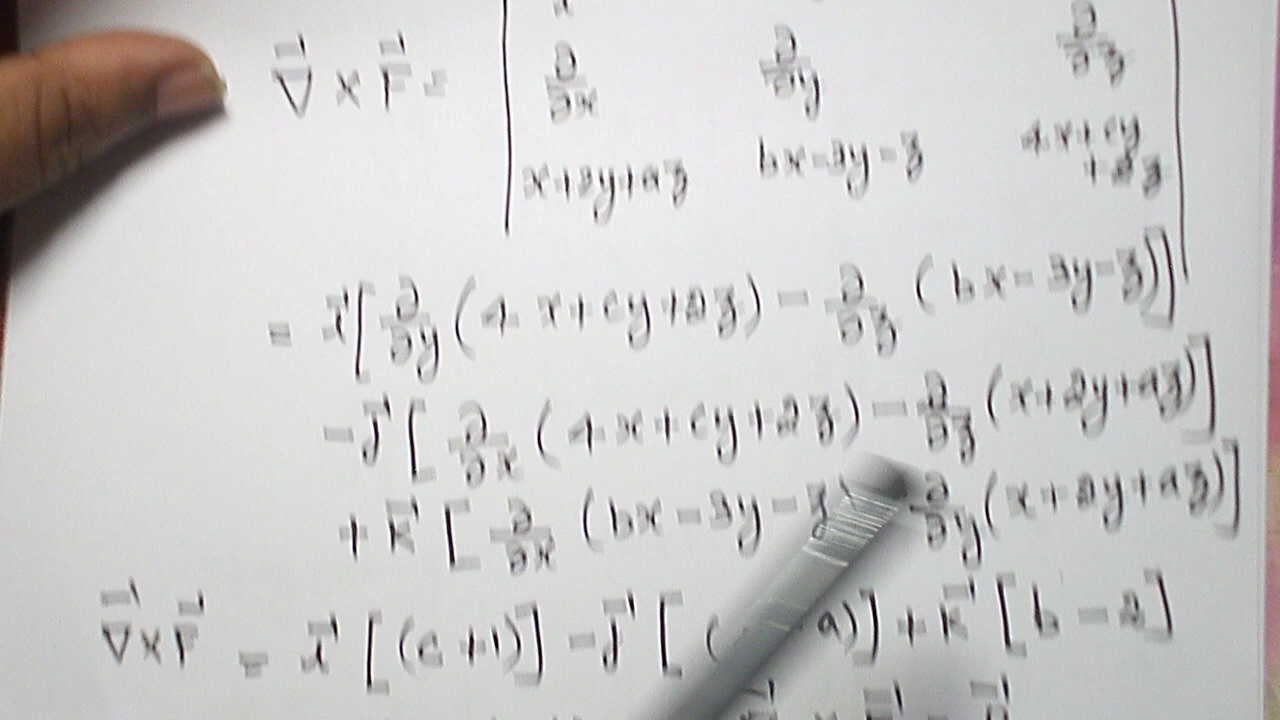 ∂/∂x ∂/∂y ∂/∂z
∇⃗ × F⃗ =
x+2y+az bx-3y-z 4x+cy
+2z
= i⃗ [ ∂/∂y (4x+cy+2z) - ∂/∂z (bx-3y-z) ]
-j⃗ [ ∂/∂x (4x+cy+2z) - ∂/∂z (x+2y+az) ]
+ k⃗ [ ∂/∂x (bx-3y-z) ∂/∂y (x+2y+az) ]
∇⃗ × F⃗ = i⃗ [(c+1)] - j⃗ [( a)] + k⃗ [b-2]